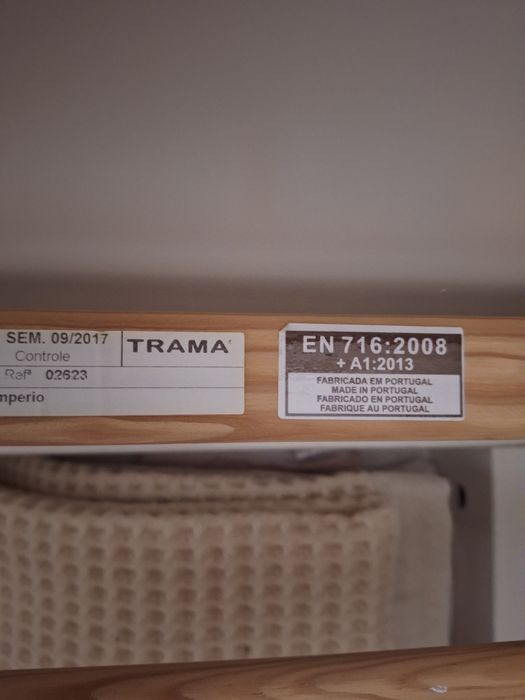 SEM. 09/2017
Controle
TRAMA
Refª 02623
mperio
EN 716:2008
+ A1:2013
FABRICADA EM PORTUGAL
MADE IN PORTUGAL
FABRICADO EN PORTUGAL
FABRIQUE AU PORTUGAL